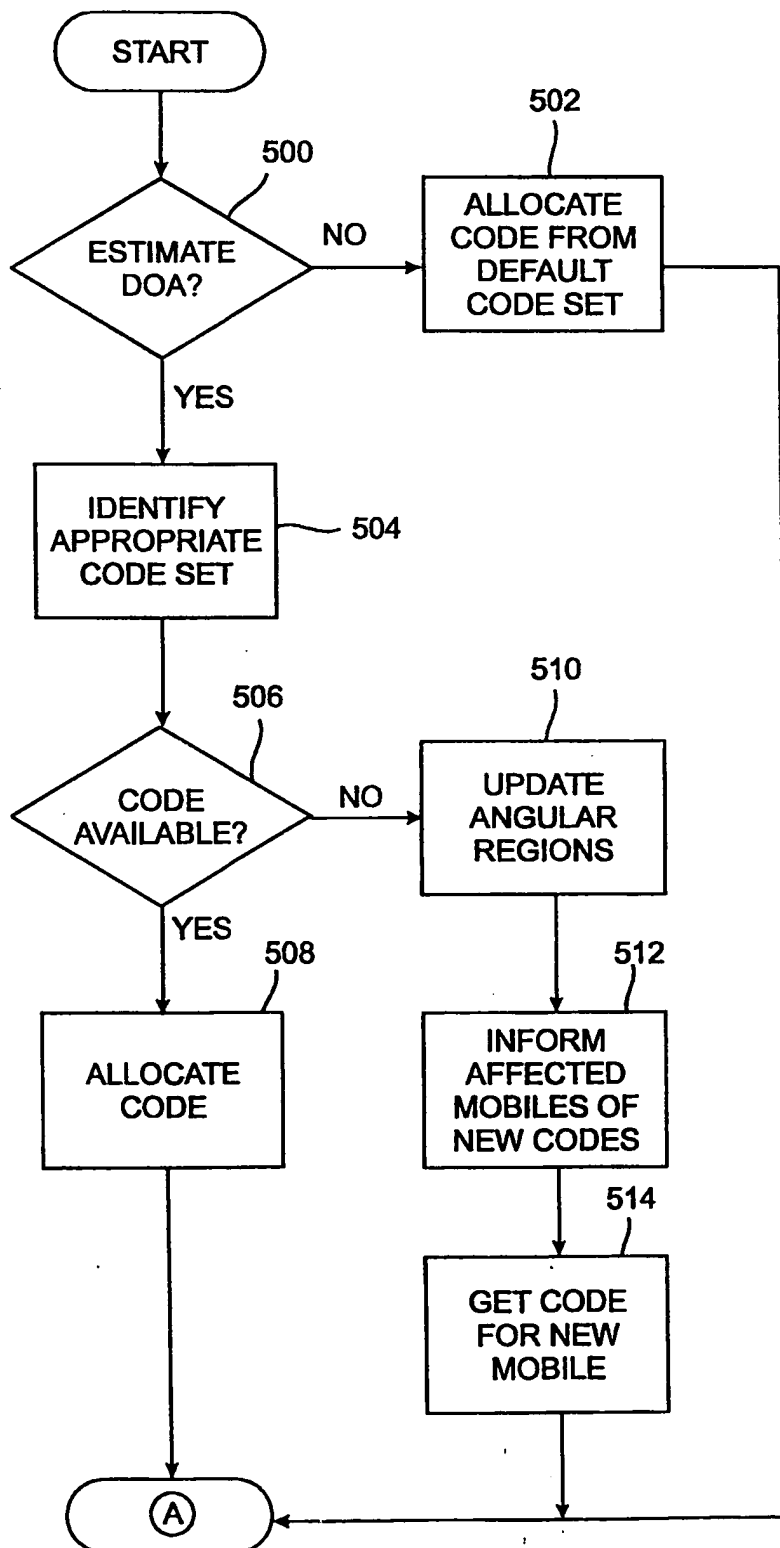 START
500
ESTIMATE
DOA?
NO
502
ALLOCATE
CODE FROM
DEFAULT
CODE SET
YES
IDENTIFY
APPROPRIATE
CODE SET
504
506
CODE
AVAILABLE?
NO
510
UPDATE
ANGULAR
REGIONS
YES
508
ALLOCATE
CODE
512
INFORM
AFFECTED
MOBILES OF
NEW CODES
514
GET CODE
FOR NEW
MOBILE
A